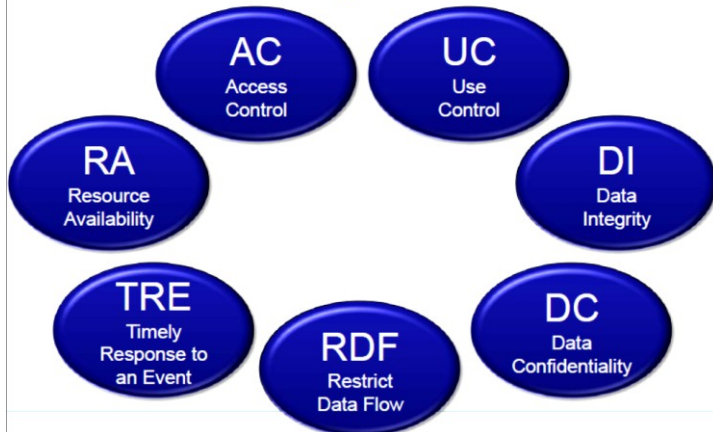 AC
Access
Control
UC
Use
Control
RA
Resource
Availability
DI
Data
Integrity
TRE
Timely
Response to
an Event
RDF
Restrict
Data Flow
DC
Data
Confidentiality